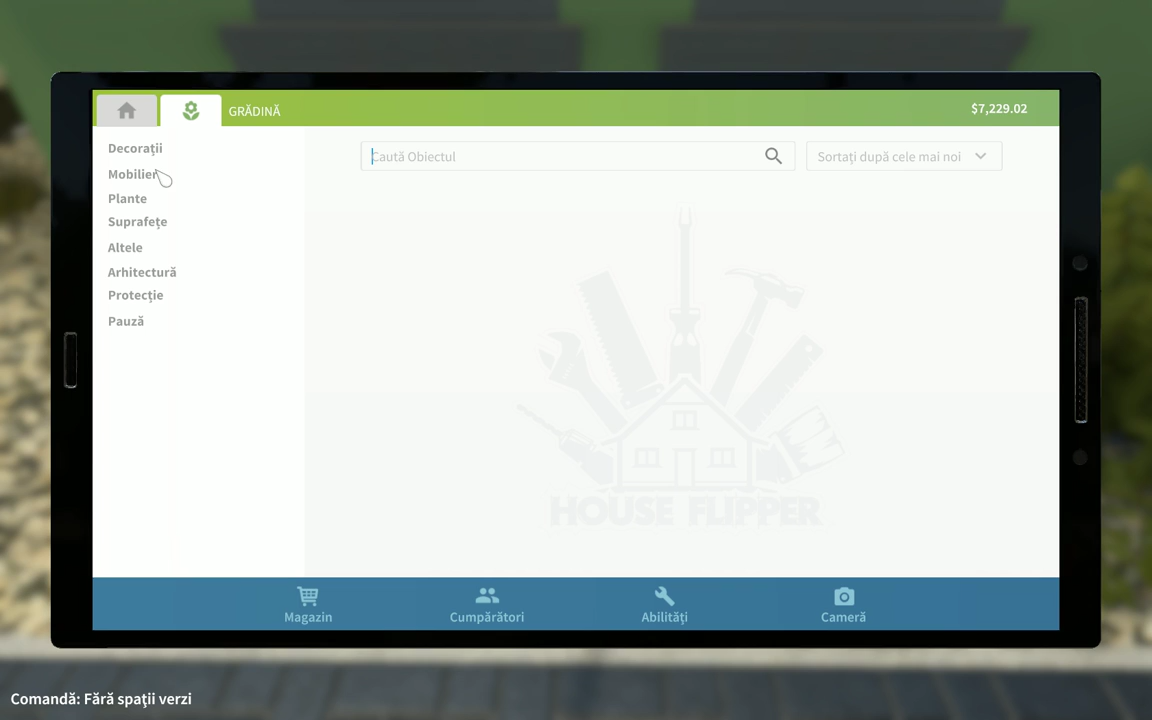 GRĂDINĂ
$7,229.02
Decorații
Mobilier
Plante
Suprafețe
Altele
Arhitectură
Protecție
Pauză
Caută Obiectul
Sortați după cele mai noi
HOUSE FLIPPER
Magazin
Cumpărători
Abilități
Cameră
Comandă: Fără spaţii verzi